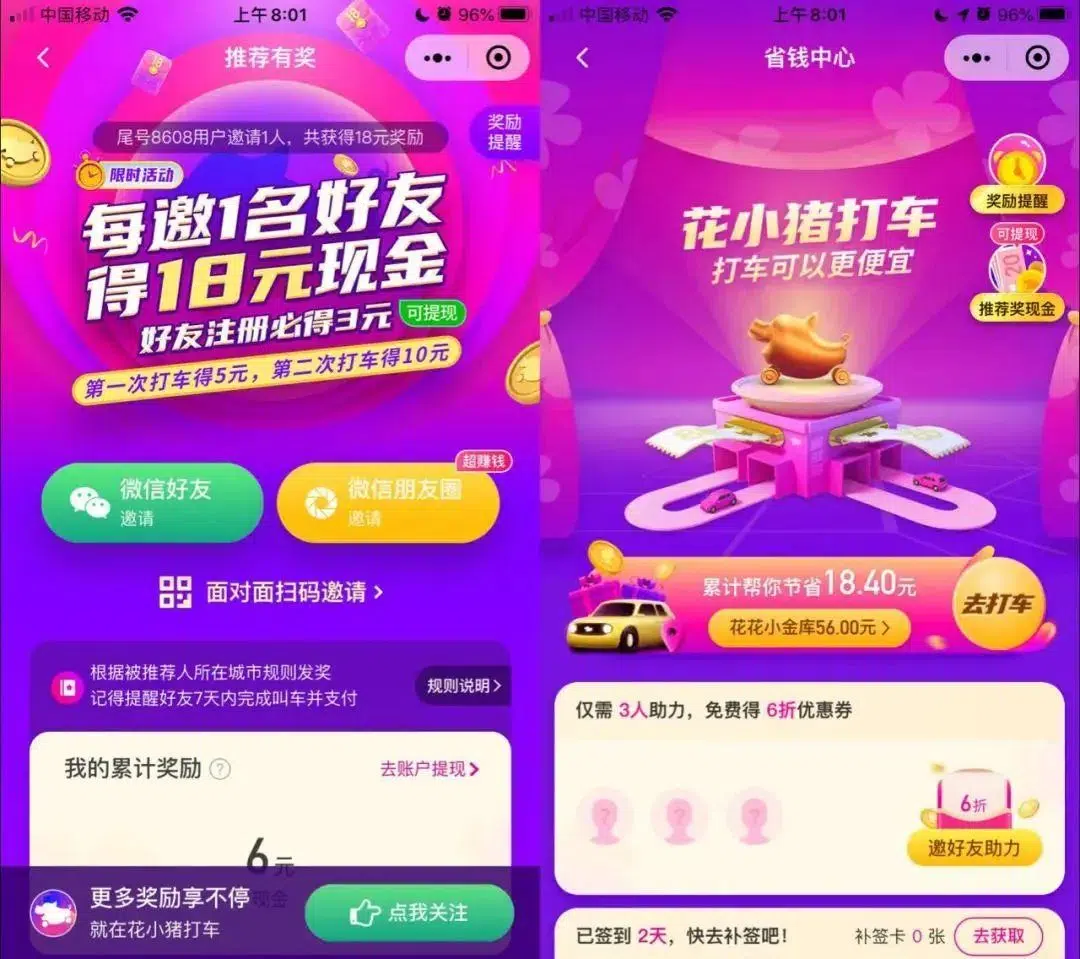 中国移动
上午8:01
96%
推荐有奖
尾号8608用户邀请1人，共获得18元奖励
奖励
提醒
限时活动
每邀1名好友
得18元现金
好友注册必得3元
可提现
第一次打车得5元，第二次打车得10元
微信好友
邀请
超赚钱
微信朋友圈
邀请
面对面扫码邀请 >
根据被推荐人所在城市规则发奖
记得提醒好友7天内完成叫车并支付
规则说明>
我的累计奖励 ?
去账户提现>
6元
现金
更多奖励享不停
就在花小猪打车
点我关注
中国移动
上午8:01
96%
省钱中心
花小猪打车
打车可以更便宜
奖励提醒
可提现
20
推荐奖现金
累计帮你节省18.40元
花花小金库56.00元>
去打车
仅需 3人助力，免费得 6折优惠券
? ? ?
6折
邀好友助力
已签到 2天，快去补签吧！
补签卡 0 张
去获取